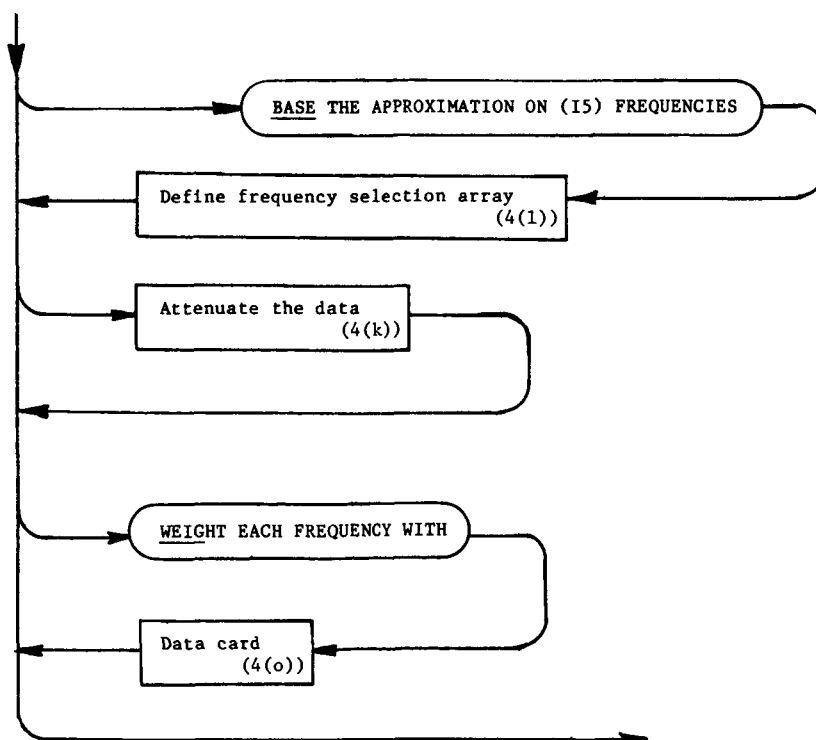 BASE THE APPROXIMATION ON (I5) FREQUENCIES
Define frequency selection array
(4(l))
Attenuate the data
(4(k))
WEIGHT EACH FREQUENCY WITH
Data card
(4(o))